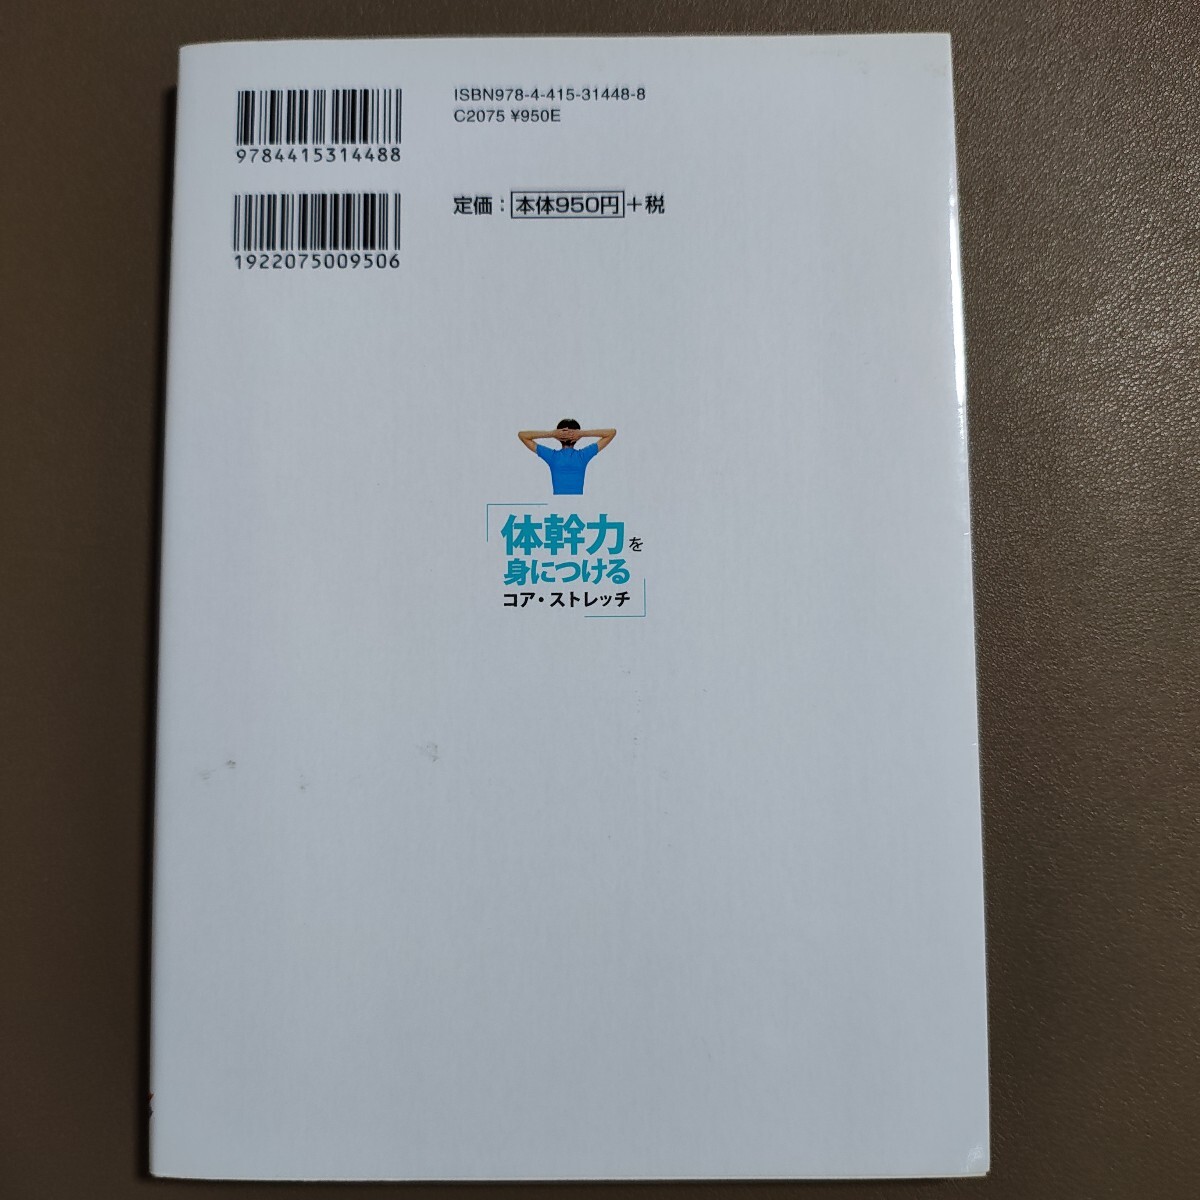 9784415314488
ISBN978-4-415-31448-8
C2075 ¥950E
1922075009506
定価：本体950円＋税
体幹力を
身につける
コア・ストレッチ